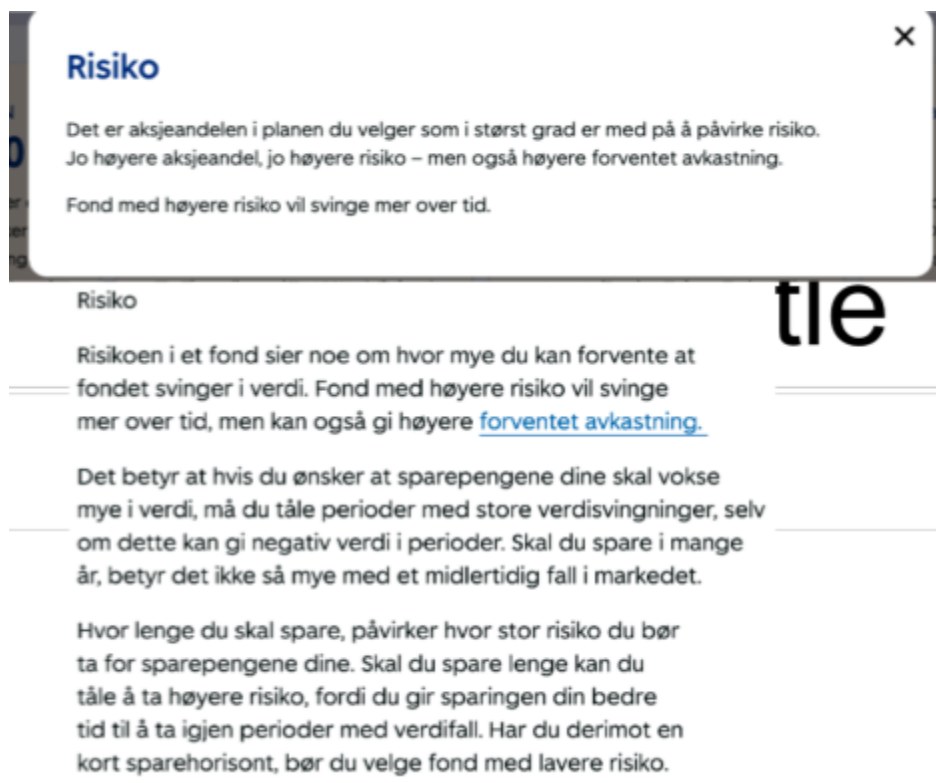 Risiko
Det er aksjeandelen i planen du velger som i størst grad er med på å påvirke risiko.
Jo høyere aksjeandel, jo høyere risiko – men også høyere forventet avkastning.
Fond med høyere risiko vil svinge mer over tid.
tle
Risiko
Risikoen i et fond sier noe om hvor mye du kan forvente at
fondet svinger i verdi. Fond med høyere risiko vil svinge
mer over tid, men kan også gi høyere forventet avkastning.
Det betyr at hvis du ønsker at sparepengene dine skal vokse
mye i verdi, må du tåle perioder med store verdisvingninger, selv
om dette kan gi negativ verdi i perioder. Skal du spare i mange
år, betyr det ikke så mye med et midlertidig fall i markedet.
Hvor lenge du skal spare, påvirker hvor stor risiko du bør
ta for sparepengene dine. Skal du spare lenge kan du
tåle å ta høyere risiko, fordi du gir sparingen din bedre
tid til å ta igjen perioder med verdifall. Har du derimot en
kort sparehorisont, bør du velge fond med lavere risiko.